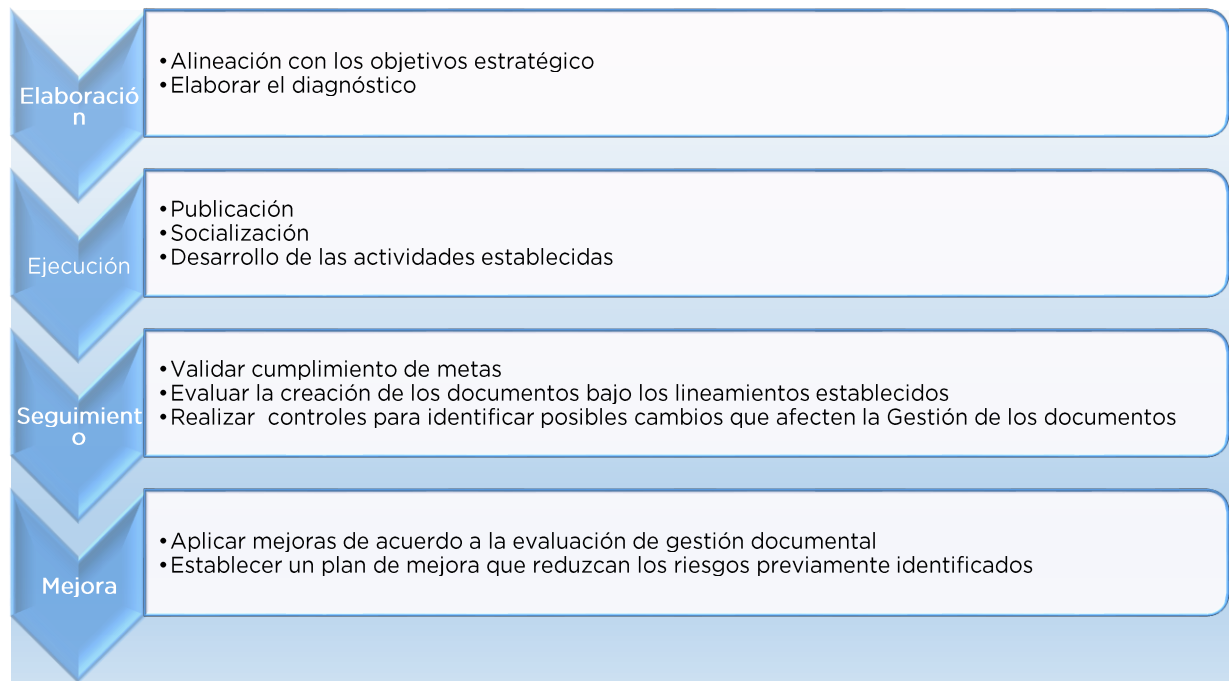 Elaboració
n
•Alineación con los objetivos estratégico
•Elaborar el diagnóstico
Ejecución
•Publicación
•Socialización
•Desarrollo de las actividades establecidas
Seguimient
o
•Validar cumplimiento de metas
•Evaluar la creación de los documentos bajo los lineamientos establecidos
•Realizar  controles para identificar posibles cambios que afecten la Gestión de los documentos
Mejora
•Aplicar mejoras de acuerdo a la evaluación de gestión documental
•Establecer un plan de mejora que reduzcan los riesgos previamente identificados